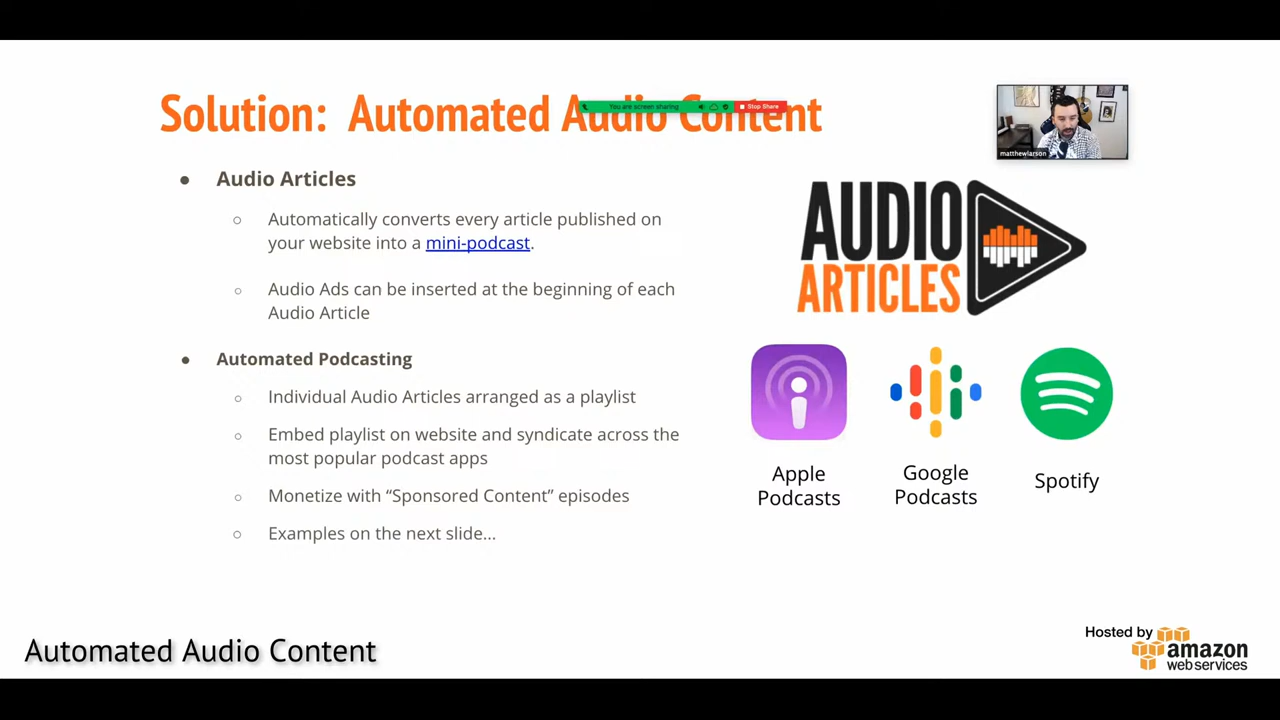 Solution: Automated Audio Content
You are screen sharing
Stop Share
matthewlarson
● Audio Articles
○ Automatically converts every article published on
your website into a mini-podcast.
○ Audio Ads can be inserted at the beginning of each
Audio Article
● Automated Podcasting
○ Individual Audio Articles arranged as a playlist
○ Embed playlist on website and syndicate across the
most popular podcast apps
○ Monetize with “Sponsored Content” episodes
○ Examples on the next slide...
AUDIO
ARTICLES
Apple
Podcasts
Google
Podcasts
Spotify
Automated Audio Content
Hosted by
amazon
web services